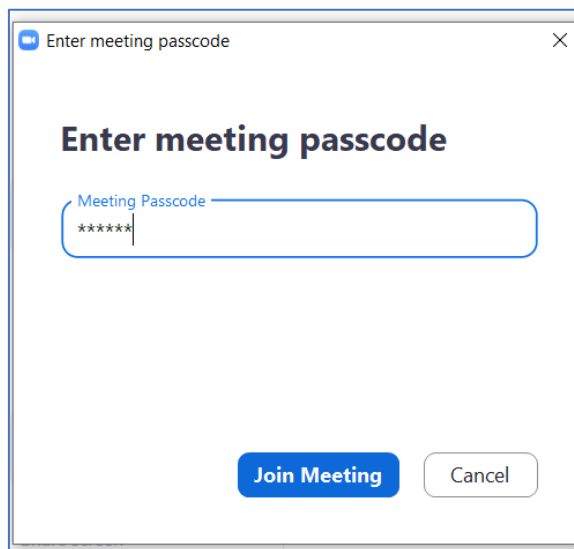 Enter meeting passcode
Enter meeting passcode
Meeting Passcode
******
Join Meeting
Cancel